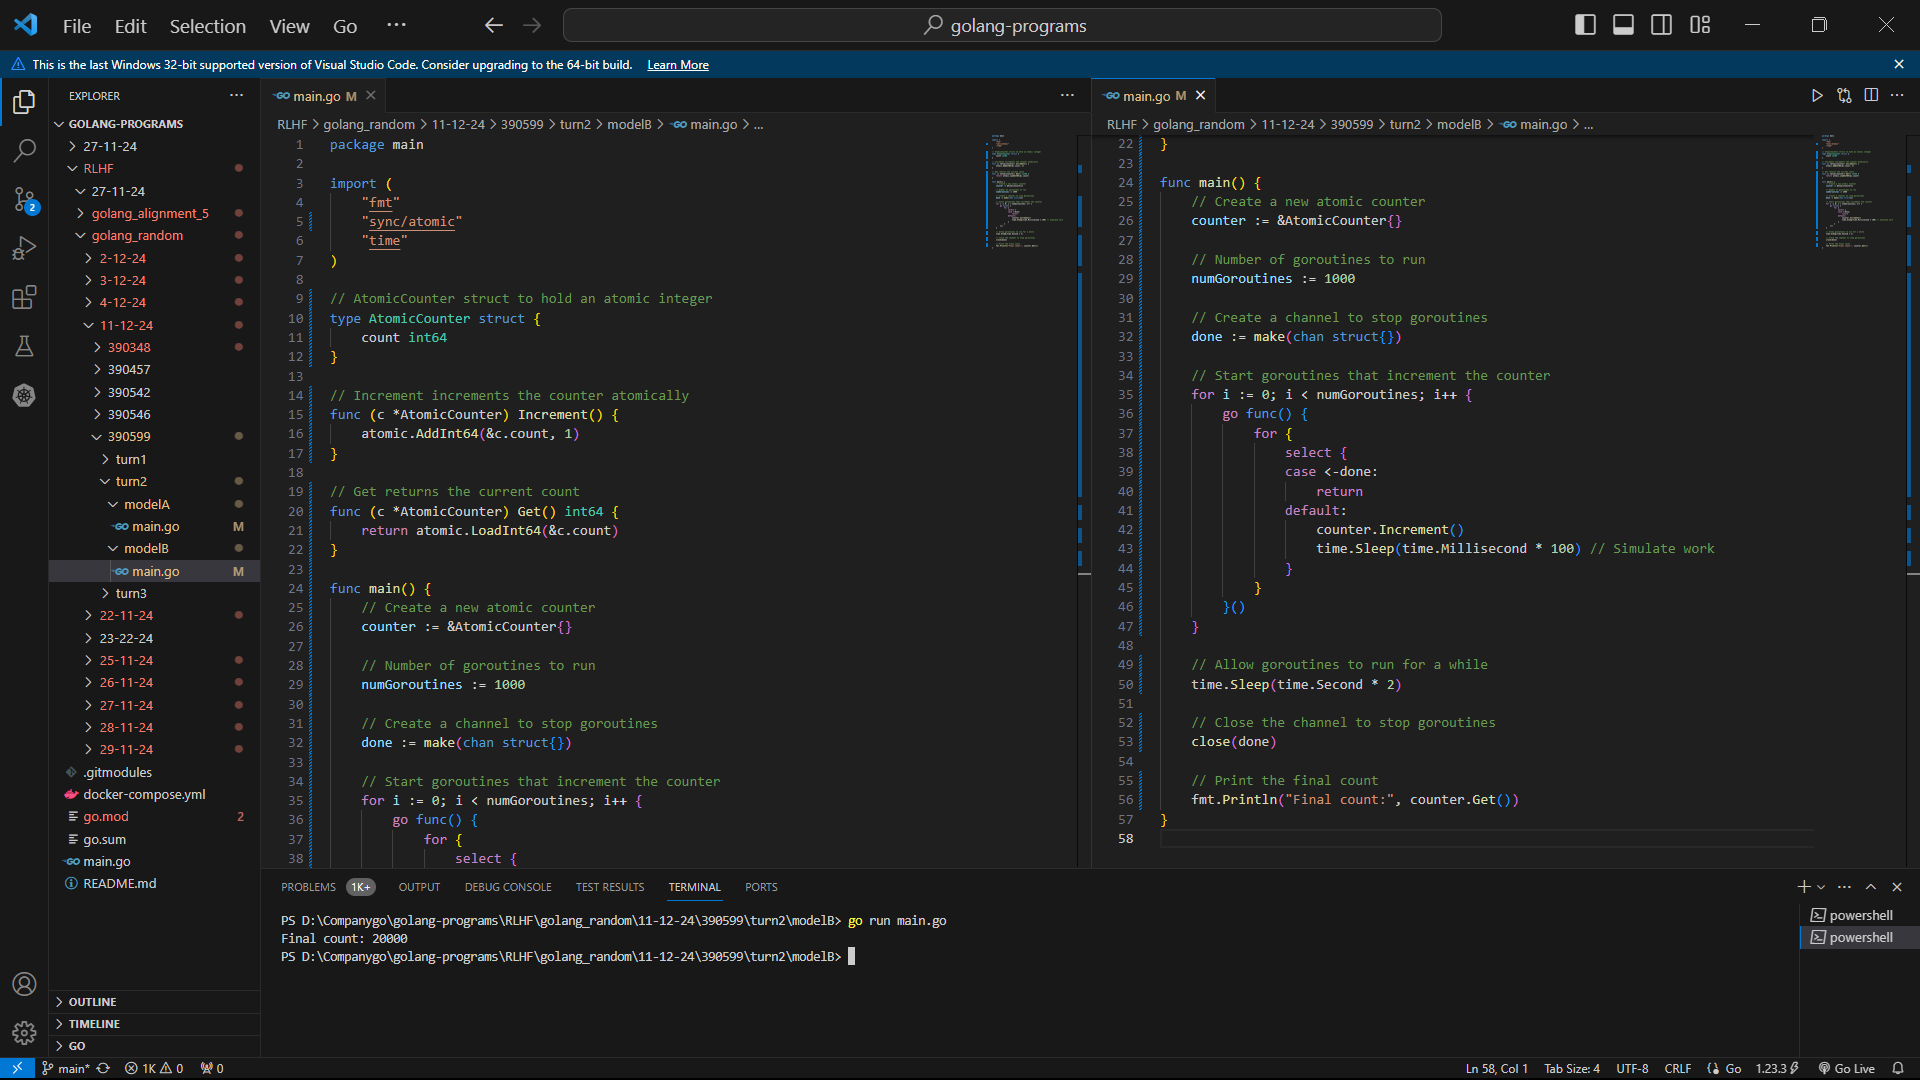 File Edit Selection View Go ... golang-programs
This is the last Windows 32-bit supported version of Visual Studio Code. Consider upgrading to the 64-bit build. Learn More
EXPLORER
GOLANG-PROGRAMS
27-11-24
RLHF
27-11-24
golang_alignment_5
golang_random
2-12-24
3-12-24
4-12-24
11-12-24
390348
390457
390542
390546
390599
turn1
turn2
modelA
main.go M
modelB
main.go M
turn3
22-11-24
23-22-24
25-11-24
26-11-24
27-11-24
28-11-24
29-11-24
.gitmodules
docker-compose.yml
go.mod 2
go.sum
main.go
README.md
OUTLINE
TIMELINE
GO
2
main.go M
RLHF > golang_random > 11-12-24 > 390599 > turn2 > modelB > main.go > ...
1 package main
2
3 import (
4 "fmt"
5 "sync/atomic"
6 "time"
7 )
8
9 // AtomicCounter struct to hold an atomic integer
10 type AtomicCounter struct {
11 count int64
12 }
13
14 // Increment increments the counter atomically
15 func (c *AtomicCounter) Increment() {
16 atomic.AddInt64(&c.count, 1)
17 }
18
19 // Get returns the current count
20 func (c *AtomicCounter) Get() int64 {
21 return atomic.LoadInt64(&c.count)
22 }
23
24 func main() {
25 // Create a new atomic counter
26 counter := &AtomicCounter{}
27
28 // Number of goroutines to run
29 numGoroutines := 1000
30
31 // Create a channel to stop goroutines
32 done := make(chan struct{})
33
34 // Start goroutines that increment the counter
35 for i := 0; i < numGoroutines; i++ {
36 go func() {
37 for {
38 select {
main.go M
RLHF > golang_random > 11-12-24 > 390599 > turn2 > modelB > main.go > ...
22 }
23
24 func main() {
25 // Create a new atomic counter
26 counter := &AtomicCounter{}
27
28 // Number of goroutines to run
29 numGoroutines := 1000
30
31 // Create a channel to stop goroutines
32 done := make(chan struct{})
33
34 // Start goroutines that increment the counter
35 for i := 0; i < numGoroutines; i++ {
36 go func() {
37 for {
38 select {
39 case <-done:
40 return
41 default:
42 counter.Increment()
43 time.Sleep(time.Millisecond * 100) // Simulate work
44 }
45 }
46 }()
47 }
48
49 // Allow goroutines to run for a while
50 time.Sleep(time.Second * 2)
51
52 // Close the channel to stop goroutines
53 close(done)
54
55 // Print the final count
56 fmt.Println("Final count:", counter.Get())
57 }
58
PROBLEMS 1K+ OUTPUT DEBUG CONSOLE TEST RESULTS TERMINAL PORTS
PS D:\Companygo\golang-programs\RLHF\golang_random\11-12-24\390599\turn2\modelB> go run main.go
Final count: 20000
PS D:\Companygo\golang-programs\RLHF\golang_random\11-12-24\390599\turn2\modelB>
powershell
powershell
main* 1K 0 0 Ln 58, Col 1 Tab Size: 4 UTF-8 CRLF Go 1.23.3 Go Live